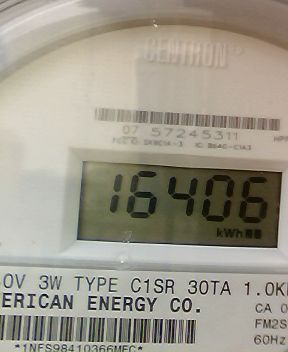 CENTRON
07 57245311
16406
kWh
0V 3W TYPE C1SR 30TA 1.0K
ERICAN ENERGY CO.
CA 0
FM2S
60Hz
*1NFS98410366MEC*